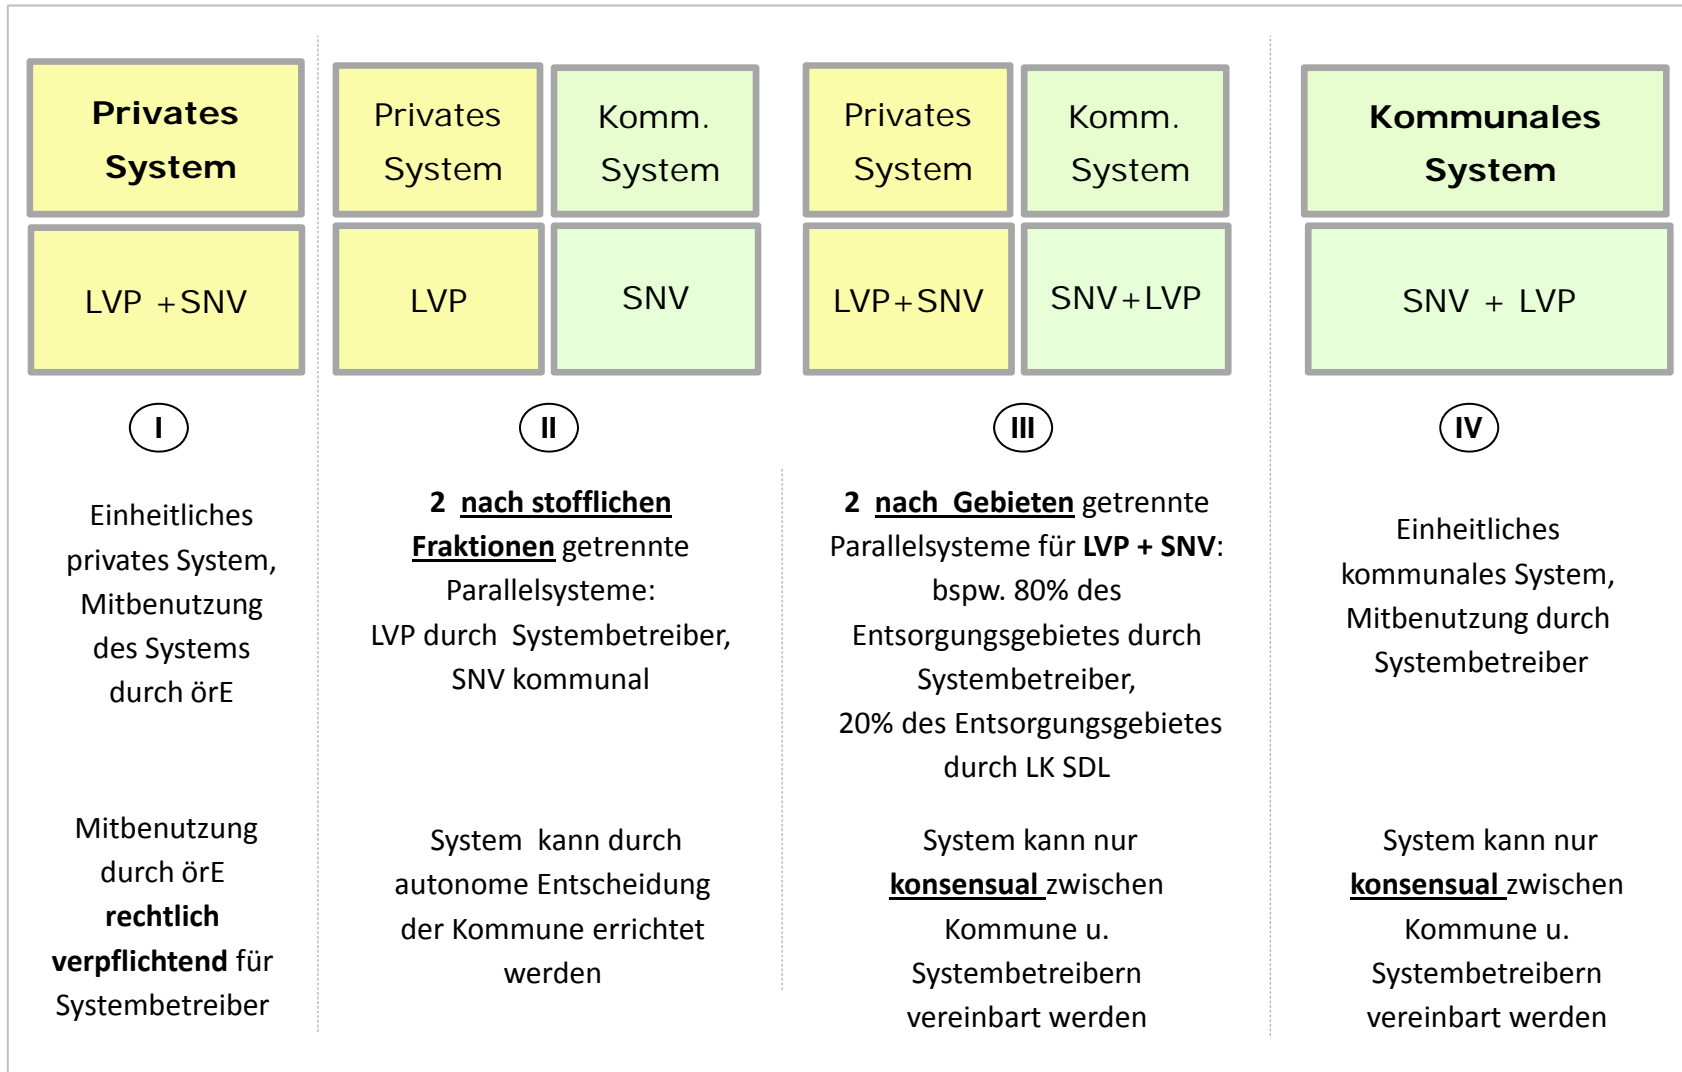 Privates
System
LVP +SNV
I
Einheitliches
privates System,
Mitbenutzung
des Systems
durch örE
Mitbenutzung
durch örE
rechtlich
verpflichtend für
Systembetreiber
Privates
System
Komm.
System
LVP
SNV
II
2 nach stofflichen
Fraktionen getrennte
Parallelsysteme:
LVP durch Systembetreiber,
SNV kommunal
System kann durch
autonome Entscheidung
der Kommune errichtet
werden
Privates
System
Komm.
System
LVP+SNV
SNV+LVP
III
2 nach Gebieten getrennte
Parallelsysteme für LVP + SNV:
bspw. 80% des
Entsorgungsgebietes durch
Systembetreiber,
20% des Entsorgungsgebietes
durch LK SDL
System kann nur
konsensual zwischen
Kommune u.
Systembetreibern
vereinbart werden
Kommunales
System
SNV + LVP
IV
Einheitliches
kommunales System,
Mitbenutzung durch
Systembetreiber
System kann nur
konsensual zwischen
Kommune u.
Systembetreibern
vereinbart werden